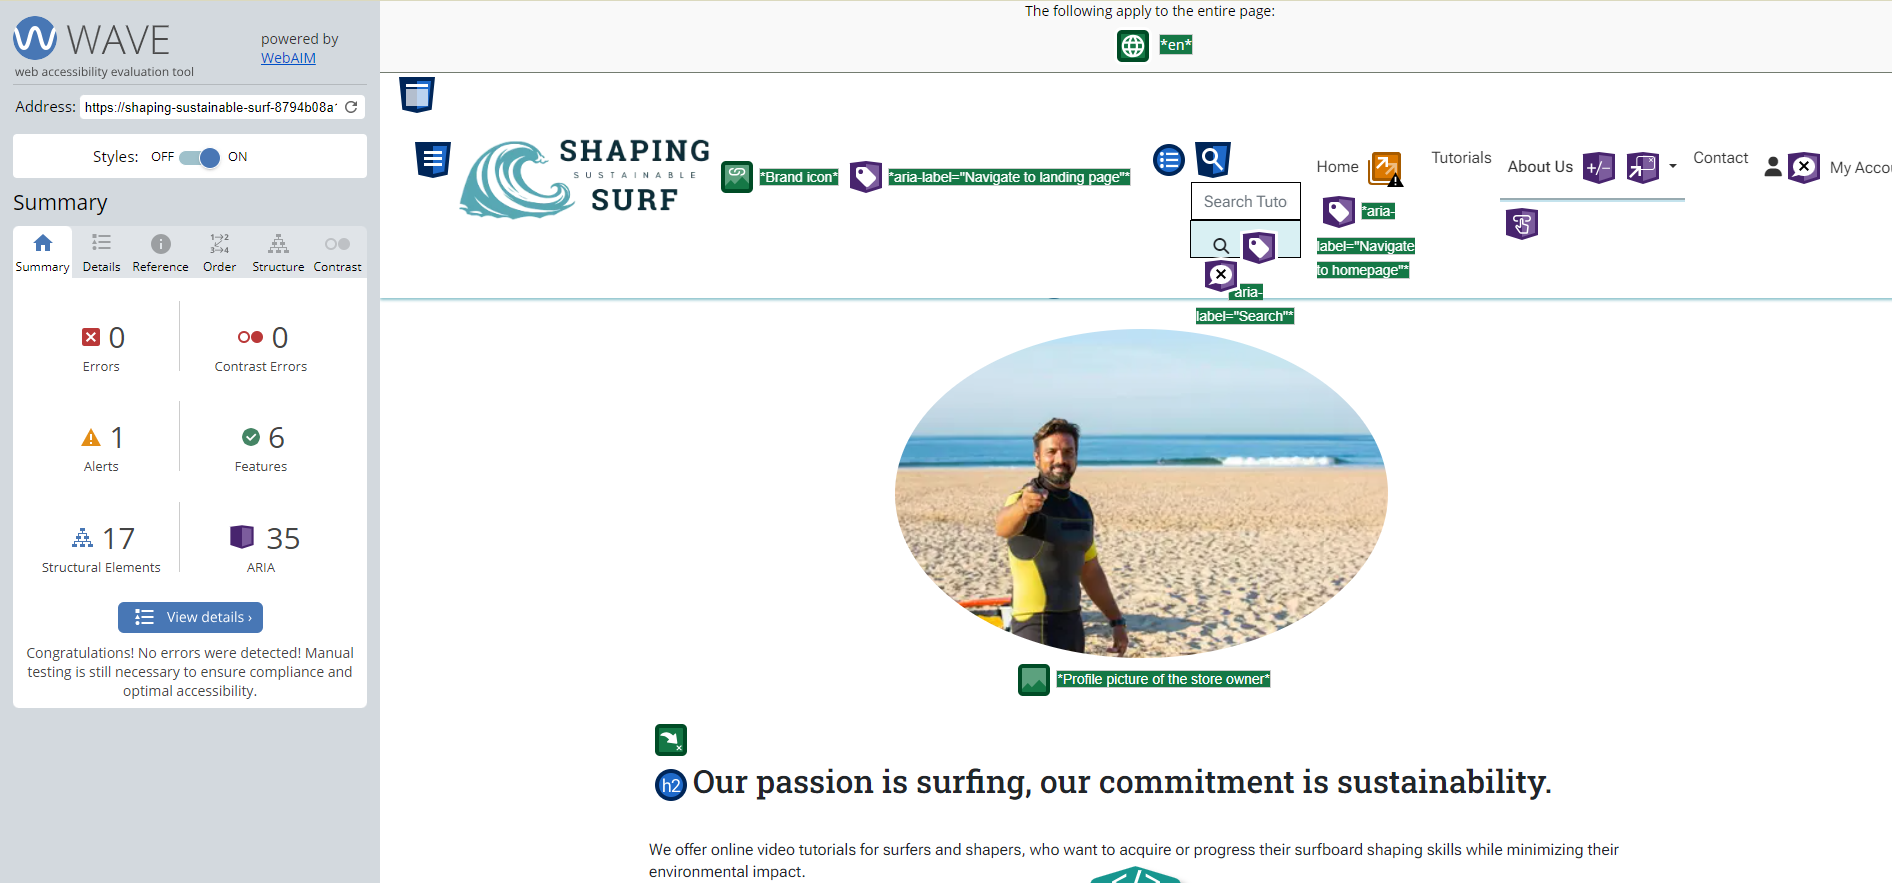 WAVE
web accessibility evaluation tool
powered by
WebAIM
Address: https://shaping-sustainable-surf-8794b08a
Styles: OFF ON
Summary
Summary Details Reference Order Structure Contrast
1→2
3→4
0
Errors
0
Contrast Errors
1
Alerts
6
Features
17
Structural Elements
35
ARIA
View details ›
Congratulations! No errors were detected! Manual
testing is still necessary to ensure compliance and
optimal accessibility.
The following apply to the entire page:
*en*
SHAPING
SUSTAINABLE
SURF
*Brand icon*
*aria-label="Navigate to landing page"*
Search Tuto
aria-
label="Search"*
Home
*aria-
label="Navigate
to homepage"*
Tutorials
About Us
+/-
Contact
My Acco
*Profile picture of the store owner*
h2 Our passion is surfing, our commitment is sustainability.
We offer online video tutorials for surfers and shapers, who want to acquire or progress their surfboard shaping skills while minimizing their
environmental impact.